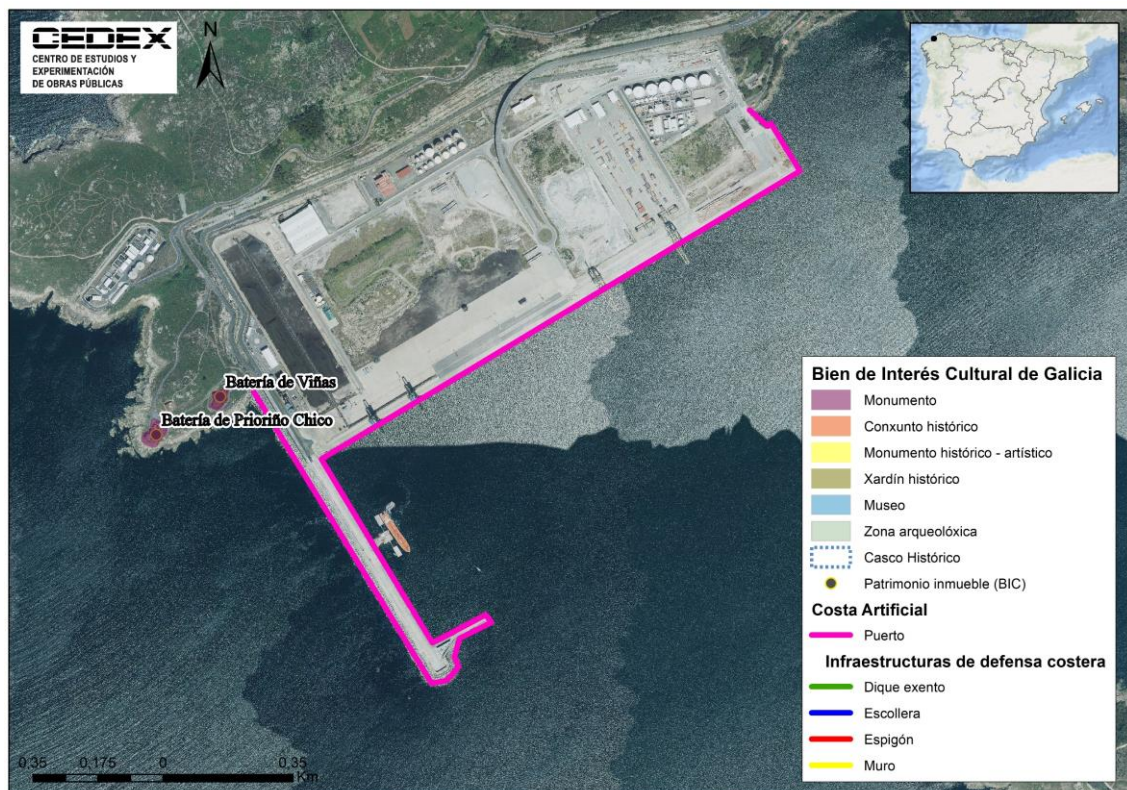 CEDEX
CENTRO DE ESTUDIOS Y
EXPERIMENTACIÓN
DE OBRAS PÚBLICAS
N
Batería de Viñas
Batería de Prioriño Chico
Bien de Interés Cultural de Galicia
Monumento
Conxunto histórico
Monumento histórico - artístico
Xardín histórico
Museo
Zona arqueolóxica
Casco Histórico
Patrimonio inmueble (BIC)
Costa Artificial
Puerto
Infraestructuras de defensa costera
Dique exento
Escollera
Espigón
Muro
0,35 0,175 0 0,35
Km